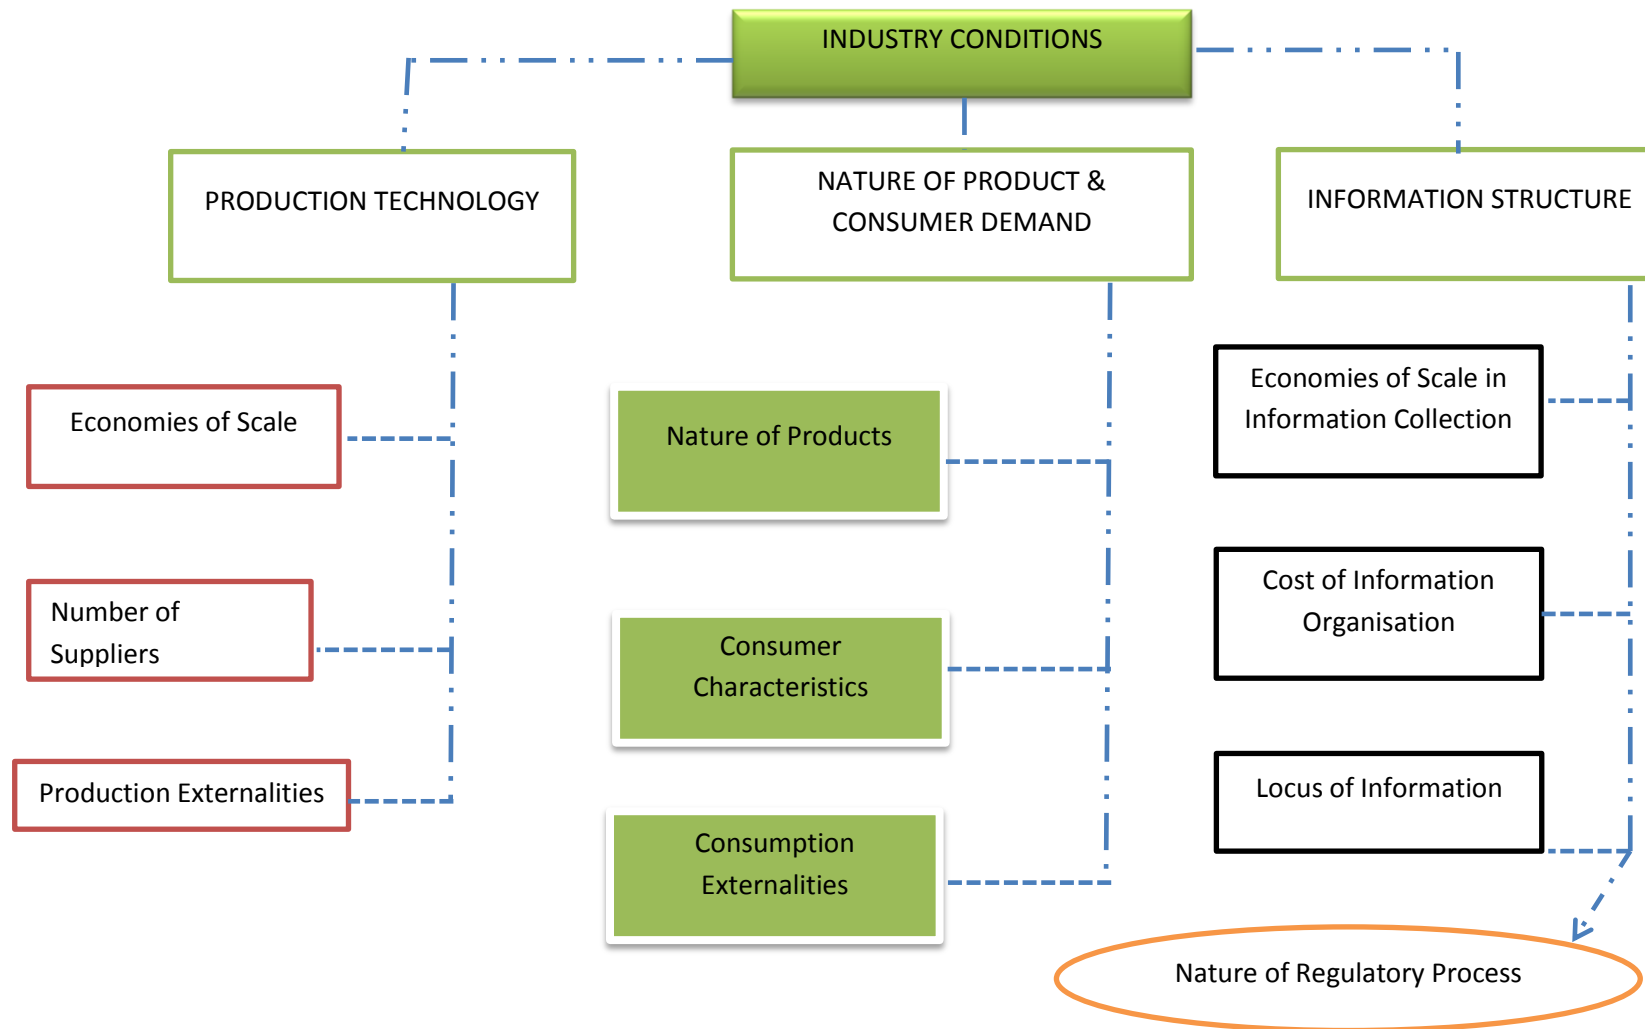 INDUSTRY CONDITIONS
PRODUCTION TECHNOLOGY
NATURE OF PRODUCT &
CONSUMER DEMAND
INFORMATION STRUCTURE
Economies of Scale
Number of
Suppliers
Production Externalities
Nature of Products
Consumer
Characteristics
Consumption
Externalities
Economies of Scale in
Information Collection
Cost of Information
Organisation
Locus of Information
Nature of Regulatory Process